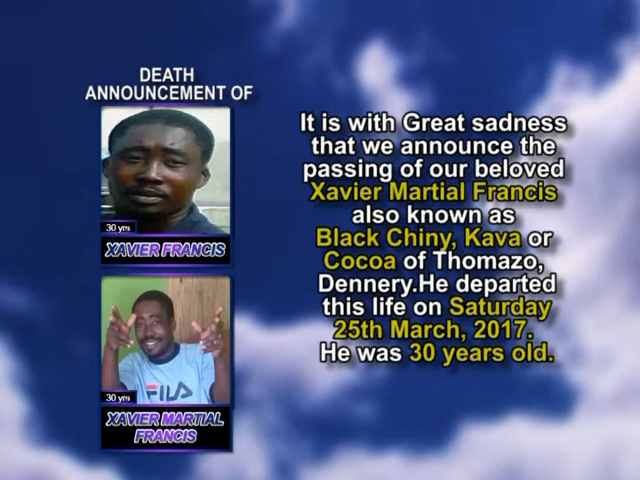 DEATH
ANNOUNCEMENT OF
30 yrs
XAVIER FRANCIS
FILA
30 yrs
XAVIER MARTIAL
FRANCIS
It is with Great sadness
that we announce the
passing of our beloved
Xavier Martial Francis
also known as
Black Chiny, Kava or
Cocoa of Thomazo,
Dennery.He departed
this life on Saturday
25th March, 2017.
He was 30 years old.